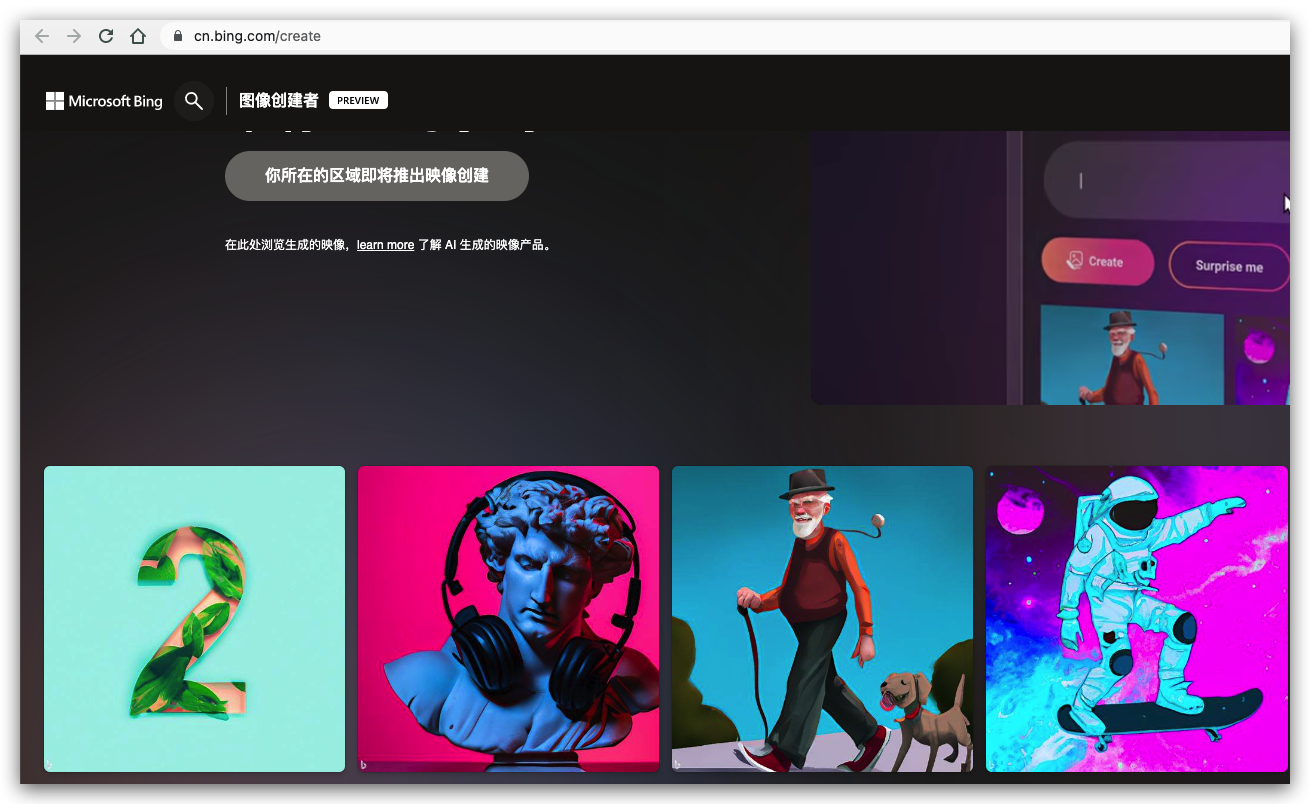 cn.bing.com/create
Microsoft Bing
图像创建者
PREVIEW
你所在的区域即将推出映像创建
在此处浏览生成的映像，learn more 了解 AI 生成的映像产品。
Create
Surprise me
2